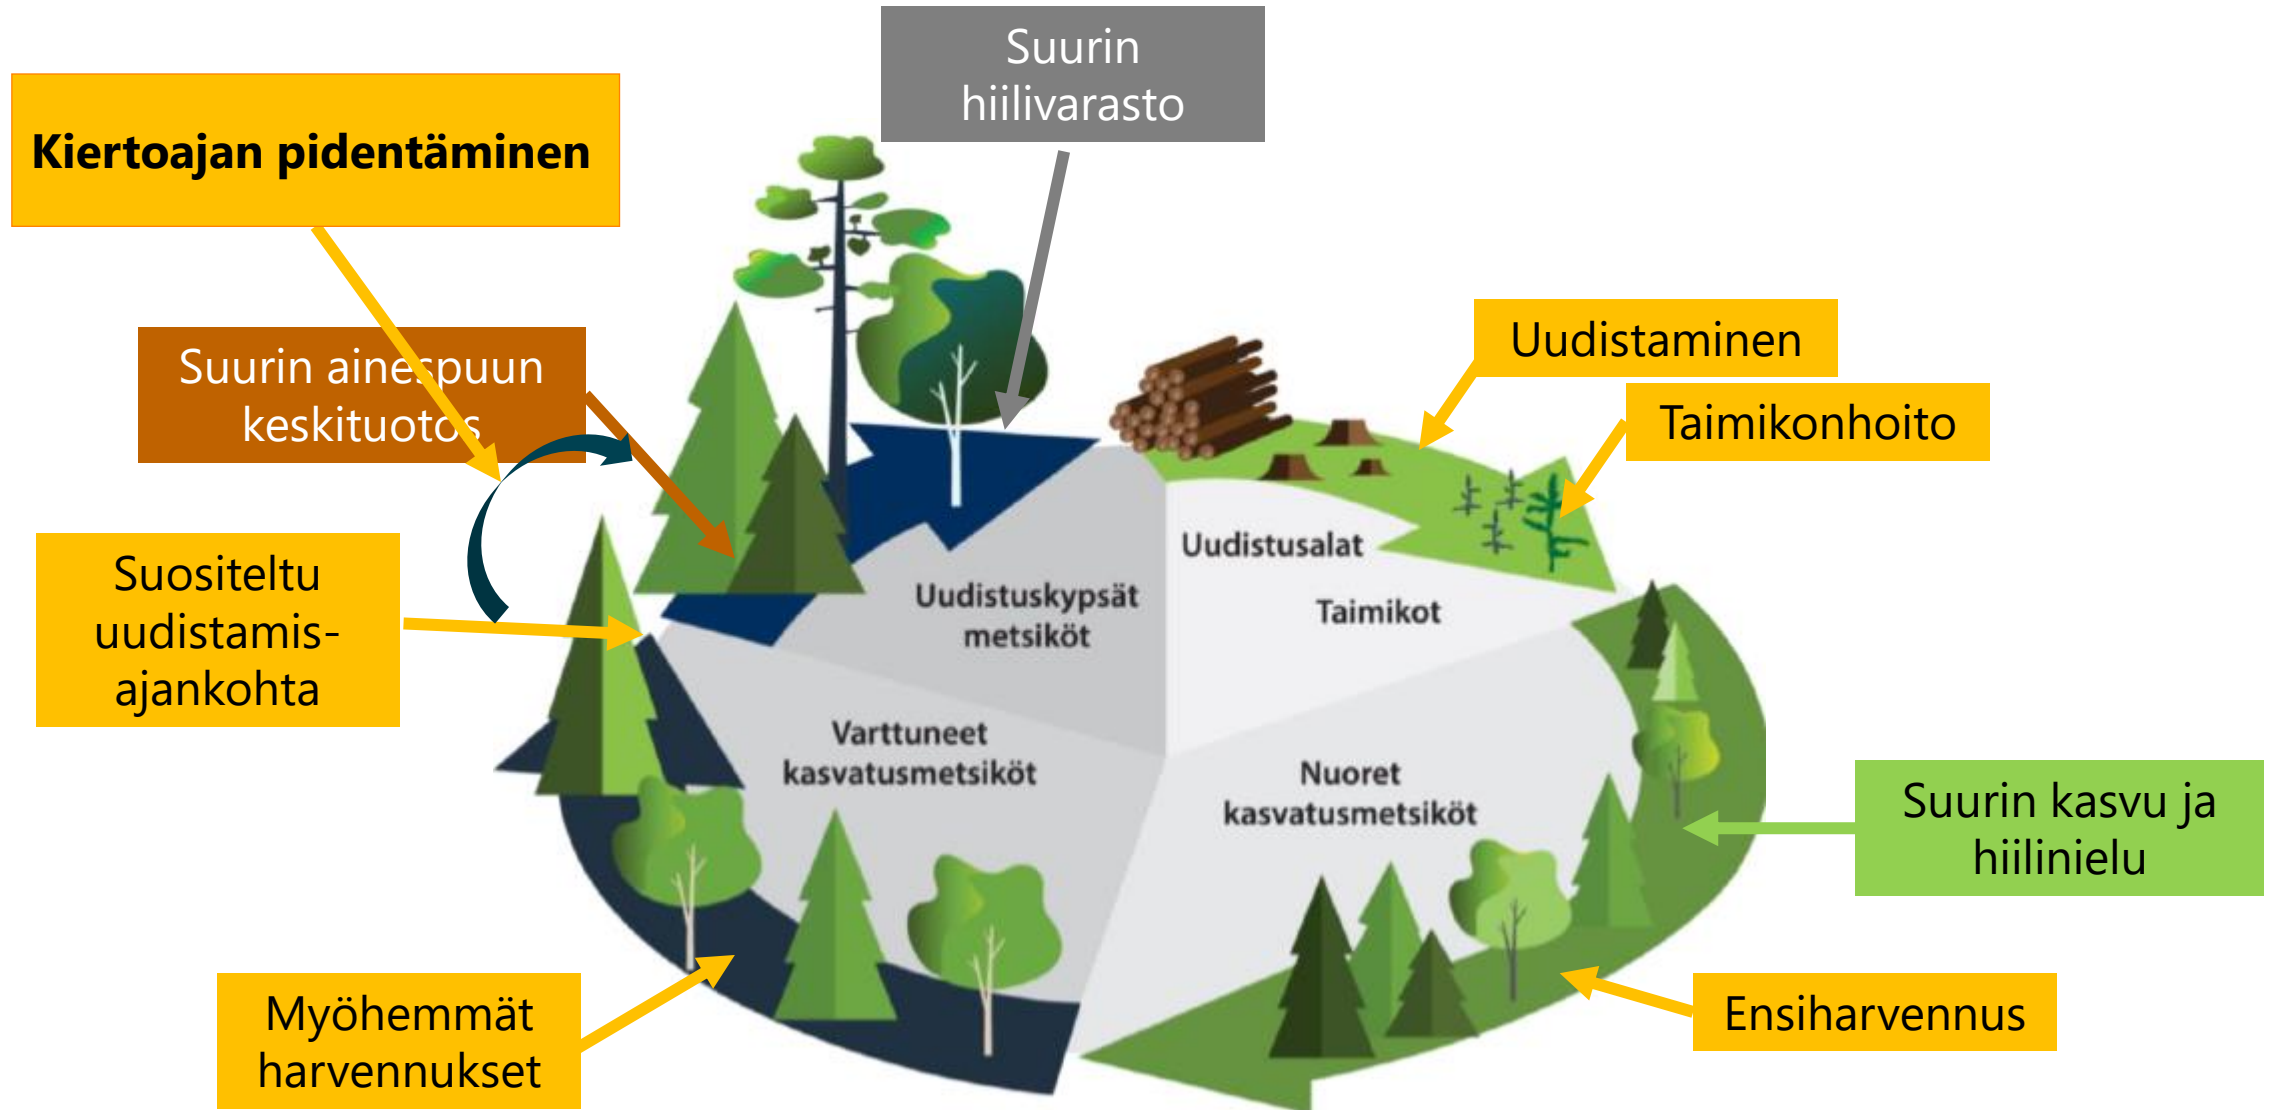 Suurin
hiilivarasto
Kiertoajan pidentäminen
Suurin ainespuun
keskituotos
Uudistaminen
Taimikonhoito
Suositeltu
uudistamis-
ajankohta
Uudistusalat
Uudistuskypsät
metsiköt
Taimikot
Varttuneet
kasvatusmetsiköt
Nuoret
kasvatusmetsiköt
Suurin kasvu ja
hiilinielu
Myöhemmät
harvennukset
Ensiharvennus